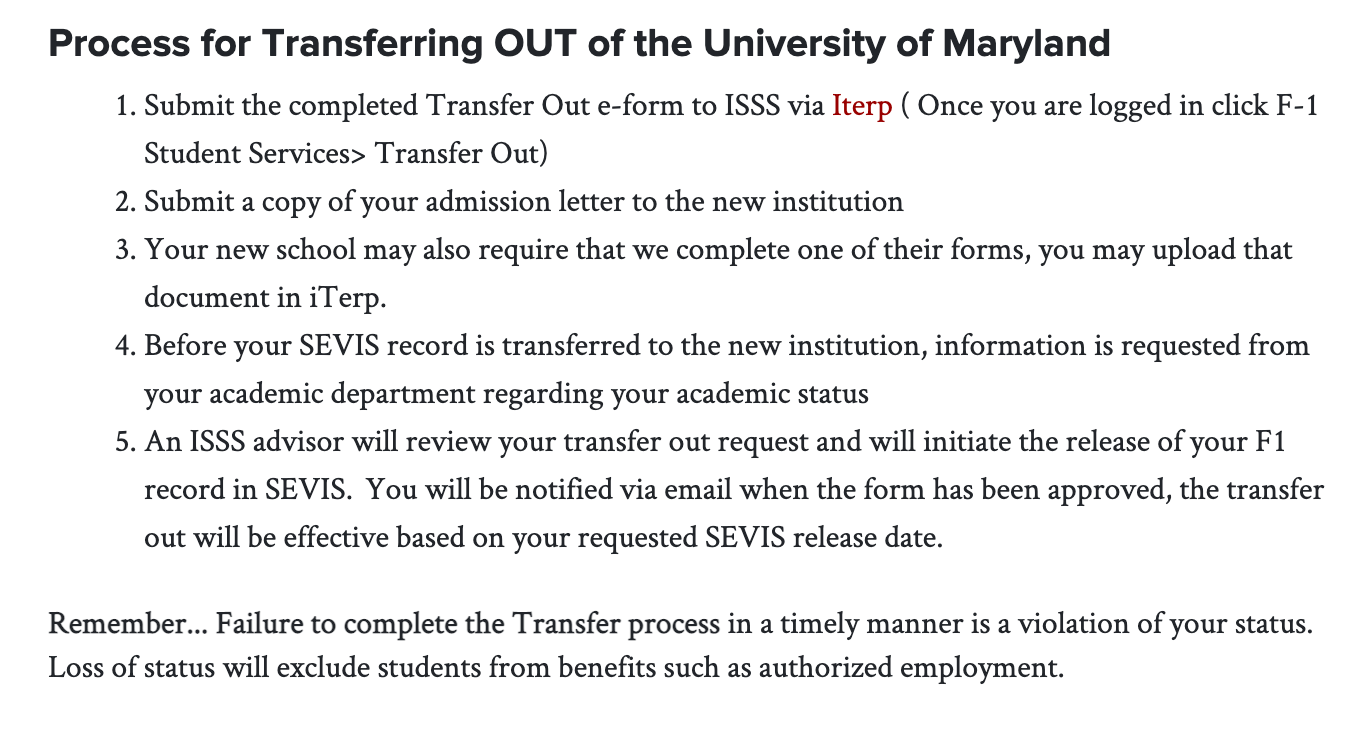 Process for Transferring OUT of the University of Maryland
1. Submit the completed Transfer Out e-form to ISSS via Iterp ( Once you are logged in click F-1
Student Services> Transfer Out)
2. Submit a copy of your admission letter to the new institution
3. Your new school may also require that we complete one of their forms, you may upload that
document in iTerp.
4. Before your SEVIS record is transferred to the new institution, information is requested from
your academic department regarding your academic status
5. An ISSS advisor will review your transfer out request and will initiate the release of your F1
record in SEVIS.  You will be notified via email when the form has been approved, the transfer
out will be effective based on your requested SEVIS release date.
Remember... Failure to complete the Transfer process in a timely manner is a violation of your status.
Loss of status will exclude students from benefits such as authorized employment.